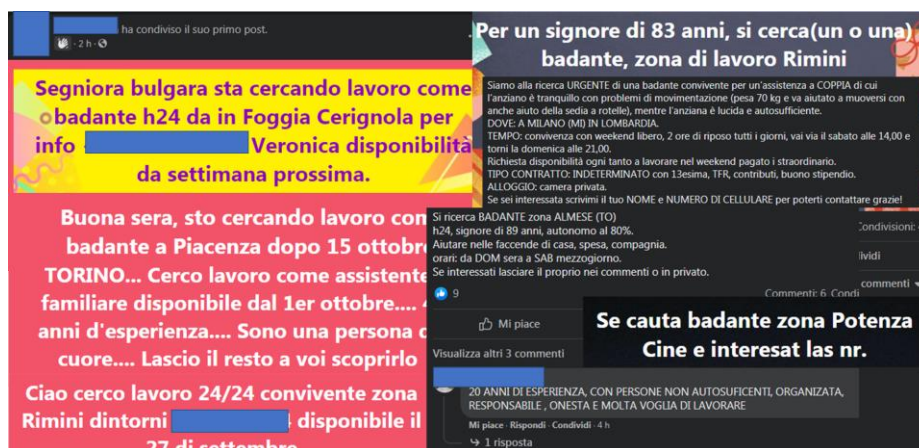 ha condiviso il suo primo post.
· 2 h ·
Segniora bulgara sta cercando lavoro come
badante h24 da in Foggia Cerignola per
info
Veronica disponibilità
da settimana prossima.
Buona sera, sto cercando lavoro com
badante a Piacenza dopo 15 ottobr
TORINO... Cerco lavoro come assistente
familiare disponibile dal 1er ottobre....
anni d'esperienza.... Sono una persona
cuore.... Lascio il resto a voi scoprirlo
Ciao cerco lavoro 24/24 convivente zona
Rimini dintorni
disponibile il
27 di settembre
Per un signore di 83 anni, si cerca(un o una)
badante, zona di lavoro Rimini
Siamo alla ricerca URGENTE di una badante convivente per un'assistenza a COPPIA di cui
l'anziano è tranquillo con problemi di movimentazione (pesa 70 kg e va aiutato a muoversi con
anche aiuto della sedia a rotelle), mentre l'anziana è lucida e autosufficiente.
DOVE: A MILANO (MI) IN LOMBARDIA.
TEMPO: convivenza con weekend libero, 2 ore di riposo tutti i giorni, vai via il sabato alle 14,00 e
torni la domenica alle 21,00.
Richiesta disponibilità ogni tanto a lavorare nel weekend pagato i straordinario.
TIPO CONTRATTO: INDETERMINATO con 13esima, TFR, contributi, buono stipendio.
ALLOGGIO: camera privata.
Se sei interessata scrivimi il tuo NOME e NUMERO DI CELLULARE per poterti contattare grazie!
Si ricerca BADANTE zona ALMESE (TO)
h24, signore di 89 anni, autonomo al 80%.
Aiutare nelle faccende di casa, spesa, compagnia.
orari: da DOM sera a SAB mezzogiorno.
Se interessati lasciare il proprio nei commenti o in privato.
9
Commenti: 6 Condi
Condivisioni:
ividi
commenti
Mi piace
Visualizza altri 3 commenti
Se cauta badante zona Potenza
Cine e interesat las nr.
20 ANNI DI ESPERIENZA, CON PERSONE NON AUTOSUFICENTI, ORGANIZATA,
RESPONSABILE , ONESTA E MOLTA VOGLIA DI LAVORARE
Mi piace · Rispondi · Condividi · 4 h
1 risposta